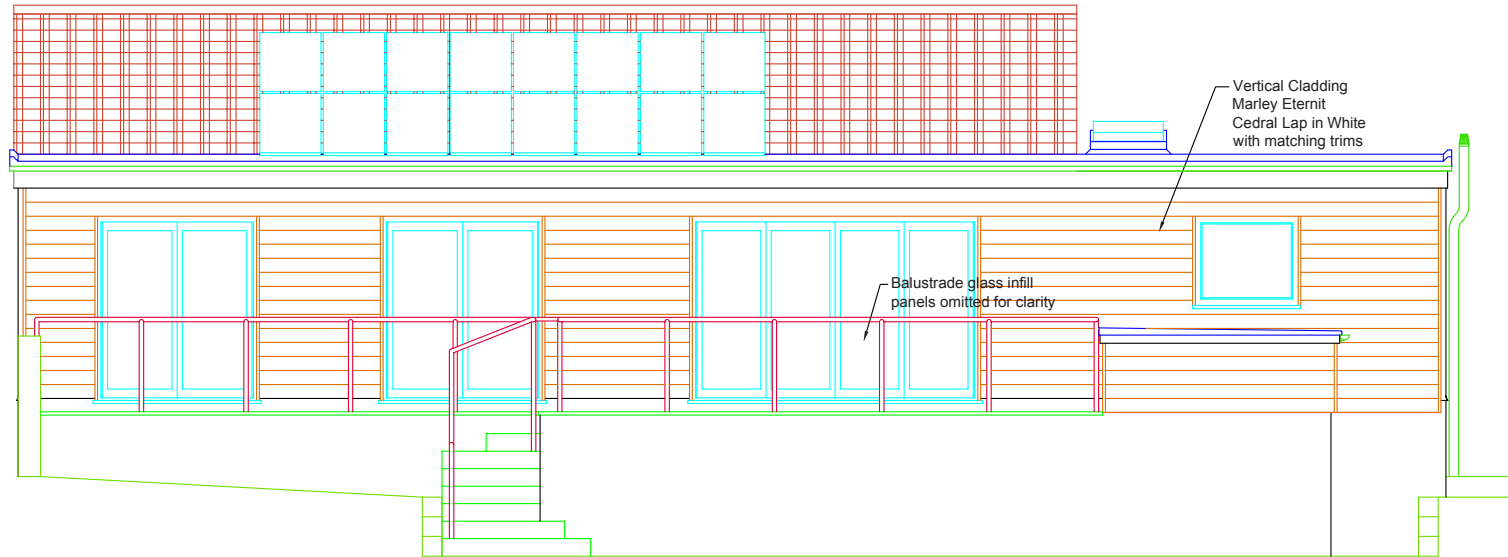 Vertical Cladding
Marley Eternit
Cedral Lap in White
with matching trims
Balustrade glass infill
panels omitted for clarity